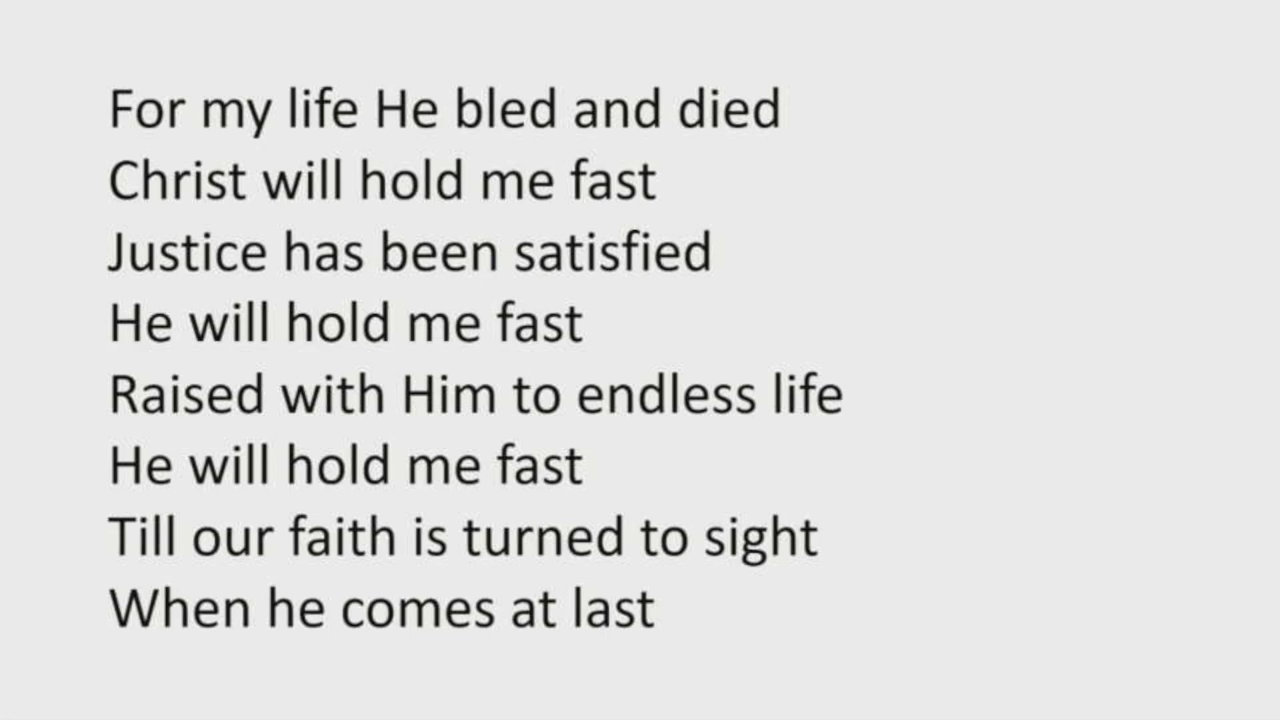 For my life He bled and died
Christ will hold me fast
Justice has been satisfied
He will hold me fast
Raised with Him to endless life
He will hold me fast
Till our faith is turned to sight
When he comes at last